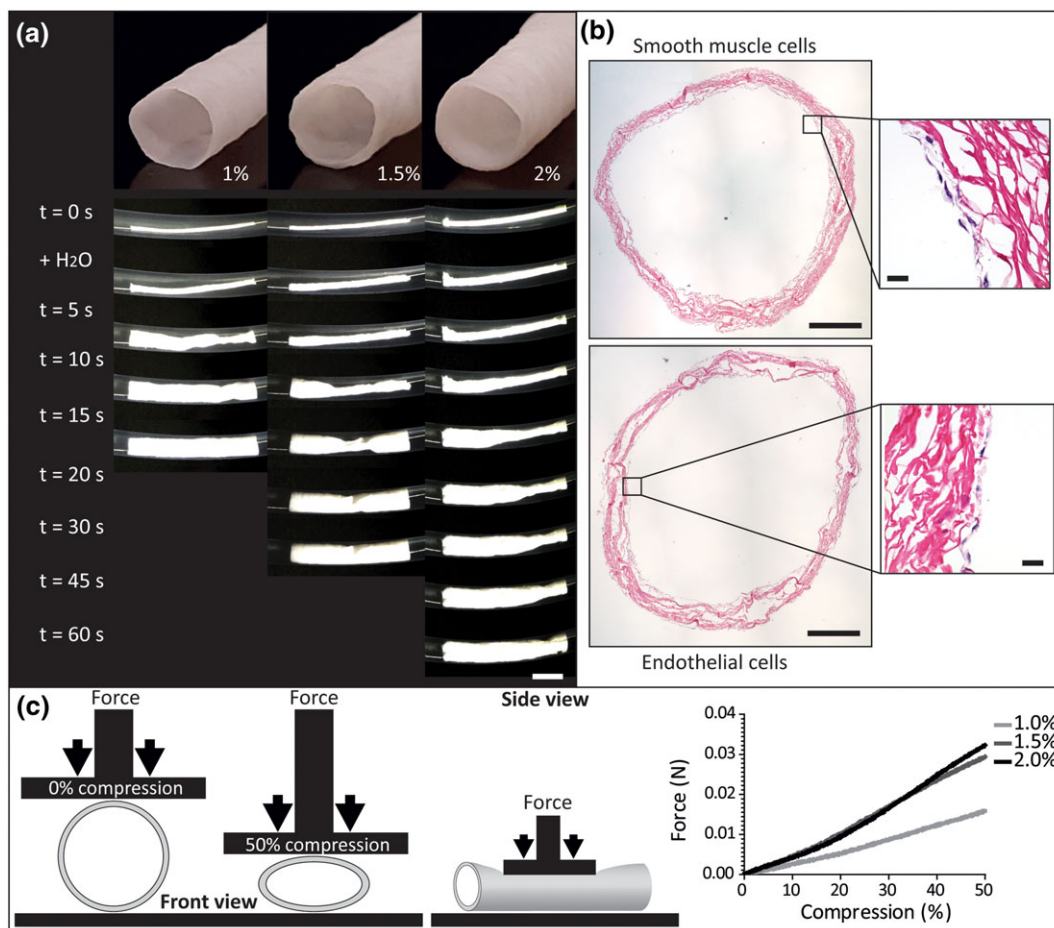 (a)
1%
1.5%
2%
t = 0 s
+ H2O
t = 5 s
t = 10 s
t = 15 s
t = 20 s
t = 30 s
t = 45 s
t = 60 s
(b)
Smooth muscle cells
Endothelial cells
(c)
Force
0% compression
Force
50% compression
Front view
Side view
Force
Force (N)
0.04
0.03
0.02
0.01
0.00
0
10
20
30
40
50
Compression (%)
1.0%
1.5%
2.0%